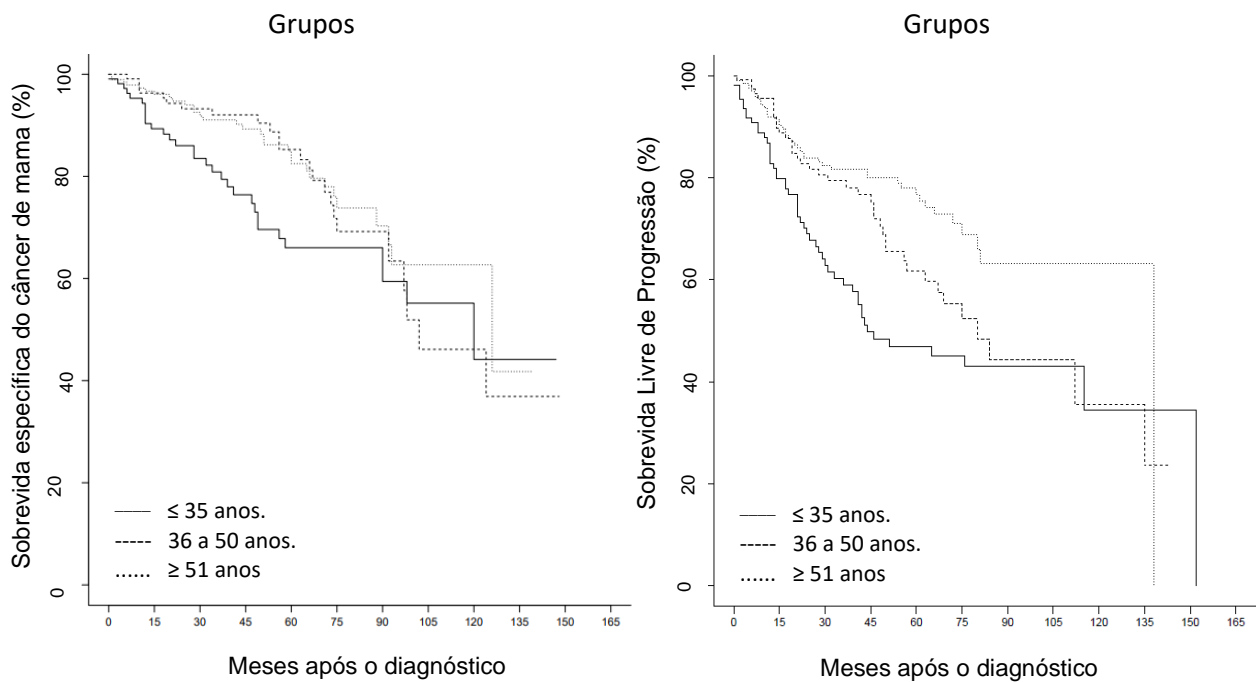 Grupos
Sobrevida específica do câncer de mama (%)
100
80
60
40
20
0
≤ 35 anos.
36 a 50 anos.
≥ 51 anos
0 15 30 45 60 75 90 105 120 135 150 165
Meses após o diagnóstico
Grupos
Sobrevida Livre de Progressão (%)
100
80
60
40
20
0
≤ 35 anos.
36 a 50 anos.
≥ 51 anos
0 15 30 45 60 75 90 105 120 135 150 165
Meses após o diagnóstico